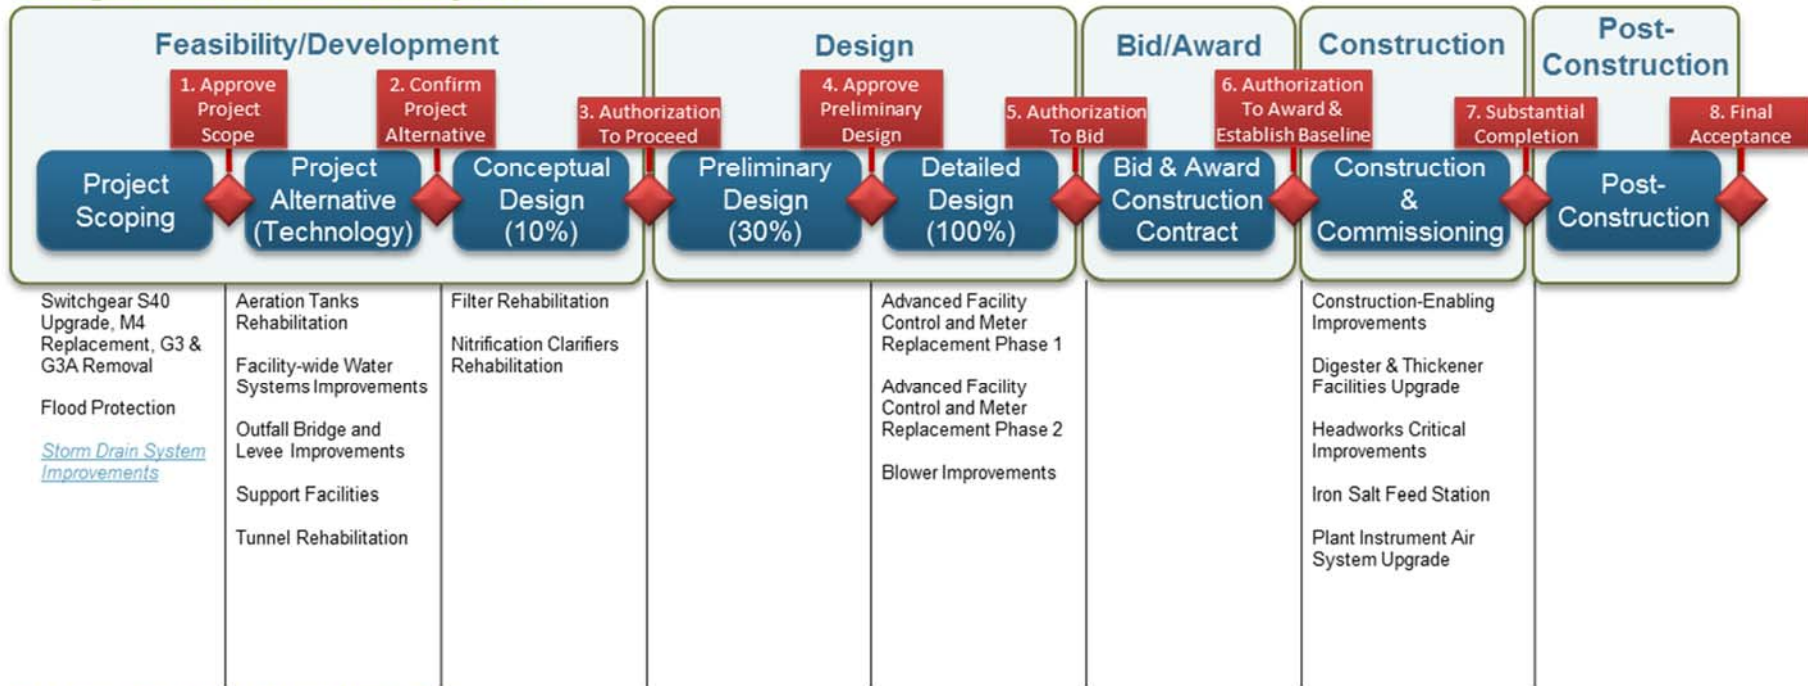 Feasibility/Development
Design
Bid/Award
Construction
Post-
Construction
1. Approve
Project
Scope
2. Confirm
Project
Alternative
3. Authorization
To Proceed
4. Approve
Preliminary
Design
5. Authorization
To Bid
6. Authorization
To Award &
Establish Baseline
7. Substantial
Completion
8. Final
Acceptance
Project
Scoping
Project
Alternative
(Technology)
Conceptual
Design
(10%)
Preliminary
Design
(30%)
Detailed
Design
(100%)
Bid & Award
Construction
Contract
Construction
&
Commissioning
Post-
Construction
Switchgear S40
Upgrade, M4
Replacement, G3 &
G3A Removal
Flood Protection
Storm Drain System
Improvements
Aeration Tanks
Rehabilitation
Facility-wide Water
Systems Improvements
Outfall Bridge and
Levee Improvements
Support Facilities
Tunnel Rehabilitation
Filter Rehabilitation
Nitrification Clarifiers
Rehabilitation
Advanced Facility
Control and Meter
Replacement Phase 1
Advanced Facility
Control and Meter
Replacement Phase 2
Blower Improvements
Construction-Enabling
Improvements
Digester & Thickener
Facilities Upgrade
Headworks Critical
Improvements
Iron Salt Feed Station
Plant Instrument Air
System Upgrade